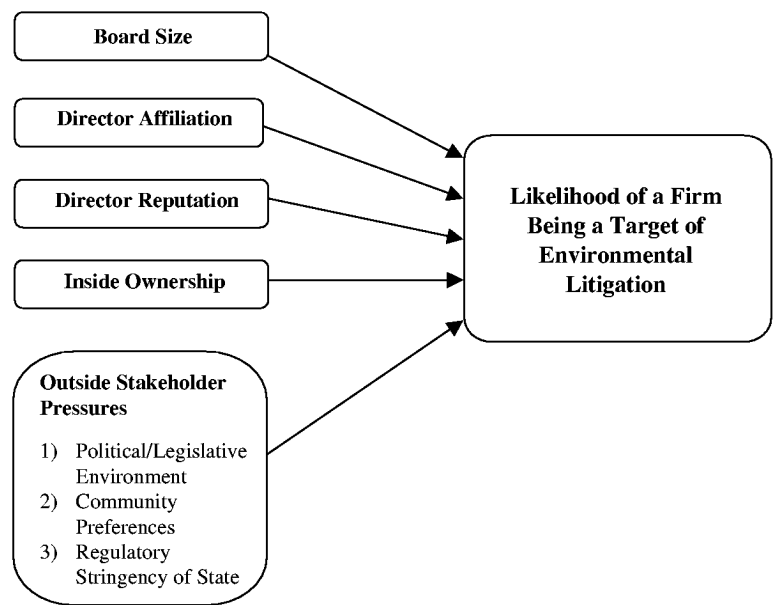 Board Size
Director Affiliation
Director Reputation
Inside Ownership
Outside Stakeholder
Pressures
1) Political/Legislative
Environment
2) Community
Preferences
3) Regulatory
Stringency of State
Likelihood of a Firm
Being a Target of
Environmental
Litigation